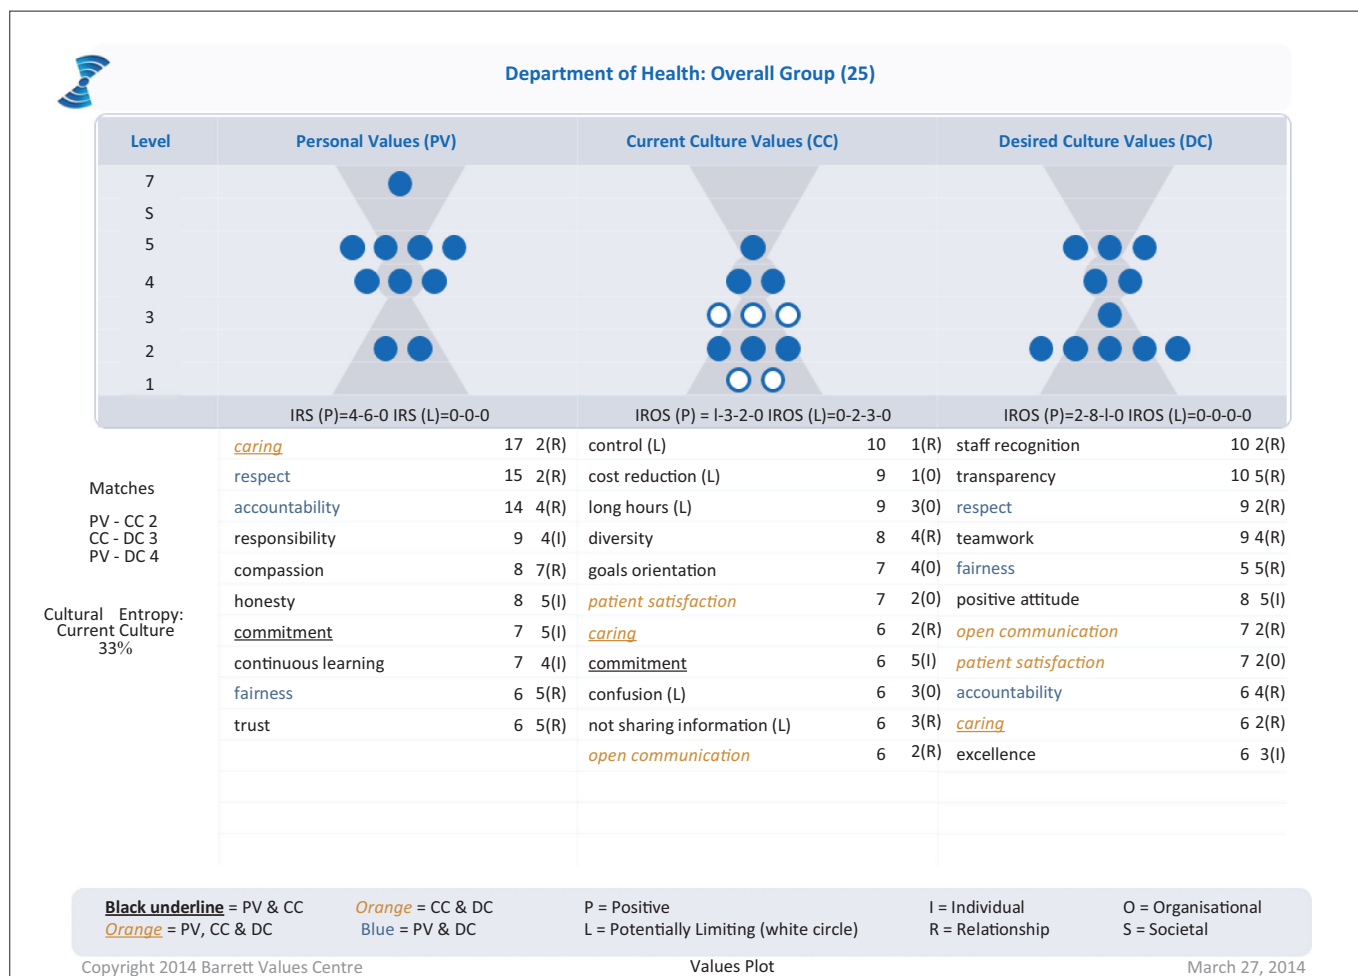 Department of Health: Overall Group (25)
Level Personal Values (PV) Current Culture Values (CC) Desired Culture Values (DC)
7
S
5
4
3
2
1
IRS (P)=4-6-0 IRS (L)=0-0-0 IROS (P) = l-3-2-0 IROS (L)=0-2-3-0 IROS (P)=2-8-l-0 IROS (L)=0-0-0-0
Matches
PV - CC 2
CC - DC 3
PV - DC 4
Cultural Entropy:
Current Culture
33%
caring 17 2(R) control (L) 10 1(R) staff recognition 10 2(R)
respect 15 2(R) cost reduction (L) 9 1(0) transparency 10 5(R)
accountability 14 4(R) long hours (L) 9 3(0) respect 9 2(R)
responsibility 9 4(I) diversity 8 4(R) teamwork 9 4(R)
compassion 8 7(R) goals orientation 7 4(0) fairness 5 5(R)
honesty 8 5(I) patient satisfaction 7 2(0) positive attitude 8 5(I)
commitment 7 5(I) caring 6 2(R) open communication 7 2(R)
continuous learning 7 4(I) commitment 6 5(I) patient satisfaction 7 2(0)
fairness 6 5(R) confusion (L) 6 3(0) accountability 6 4(R)
trust 6 5(R) not sharing information (L) 6 3(R) caring 6 2(R)
open communication 6 2(R) excellence 6 3(I)
Black underline = PV & CC Orange = CC & DC P = Positive I = Individual O = Organisational
Orange = PV, CC & DC Blue = PV & DC L = Potentially Limiting (white circle) R = Relationship S = Societal
Copyright 2014 Barrett Values Centre Values Plot March 27, 2014